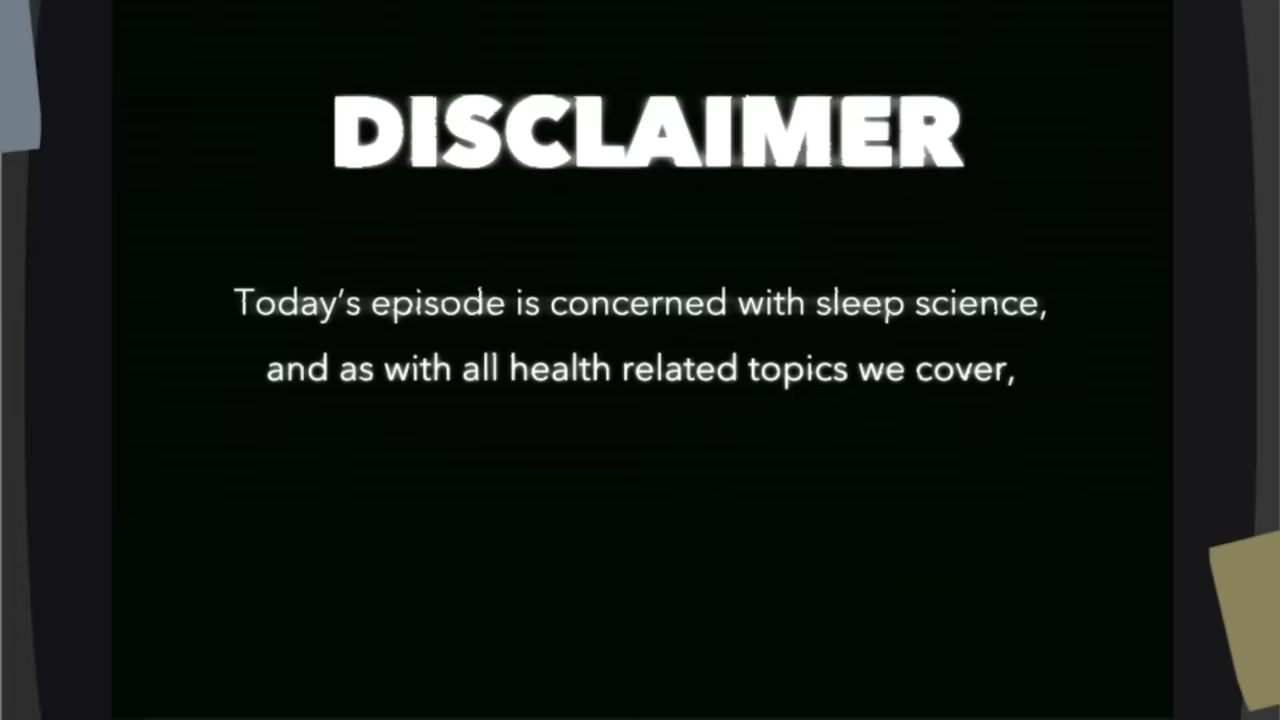 DISCLAIMER
Today’s episode is concerned with sleep science,
and as with all health related topics we cover,